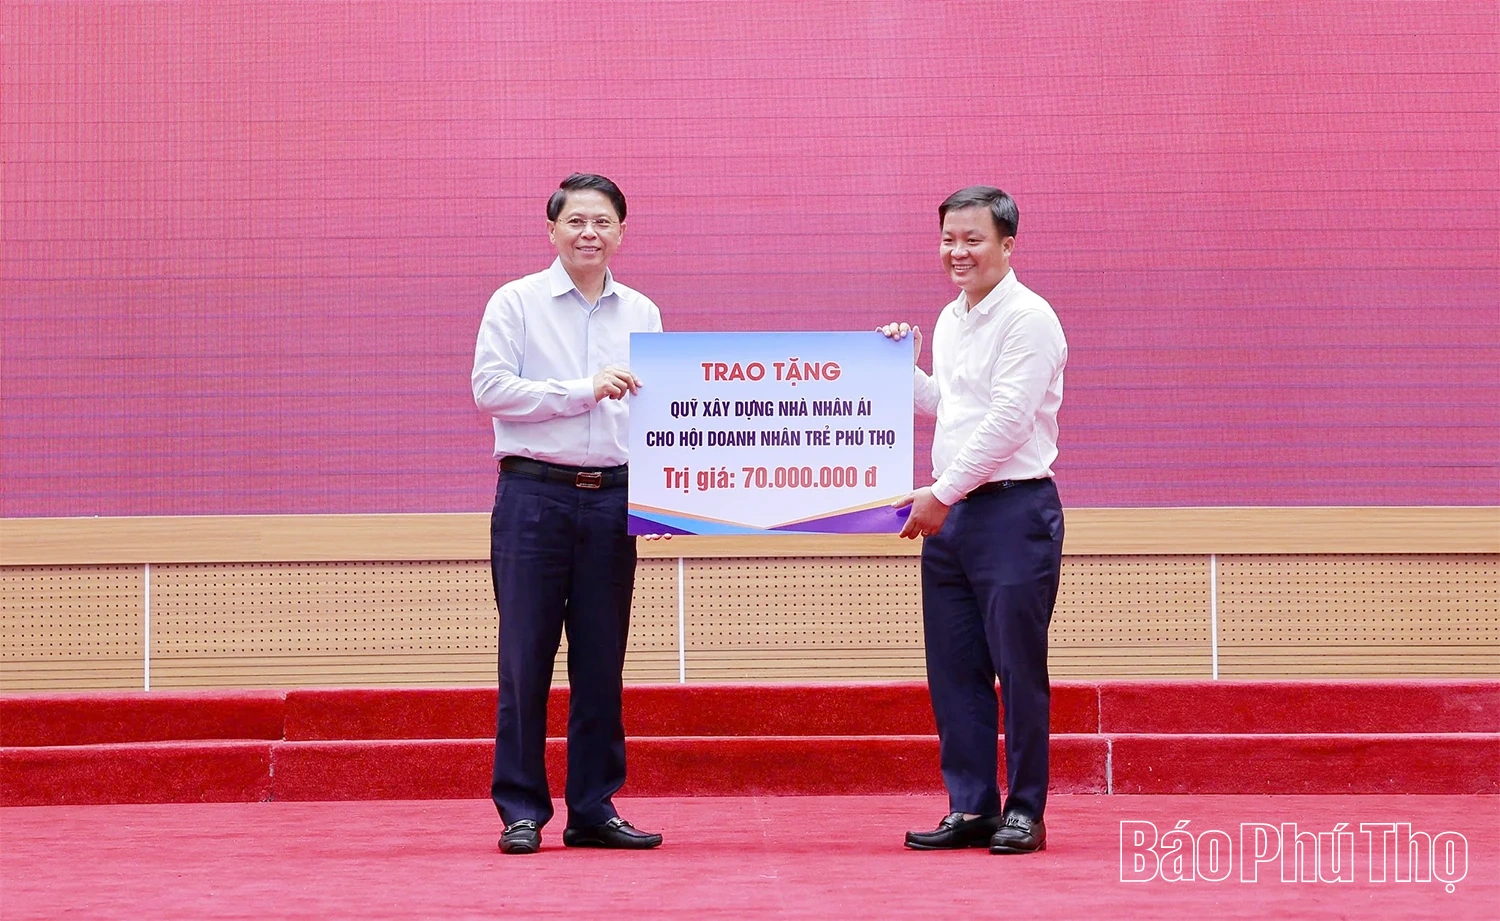 TRAO TẶNG
QUỸ XÂY DỰNG NHÀ NHÂN ÁI
CHO HỘI DOANH NHÂN TRẺ PHÚ THỌ
Trị giá: 70.000.000 đ
Báo Phú Thọ